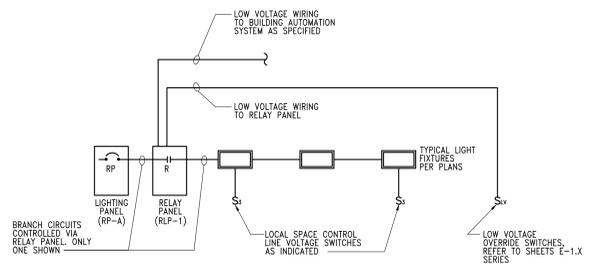 LOW VOLTAGE WIRING
TO BUILDING AUTOMATION
SYSTEM AS SPECIFIED
LOW VOLTAGE WIRING
TO RELAY PANEL
RP
R
TYPICAL LIGHT
FIXTURES
PER PLANS
LIGHTING
PANEL
(RP-A)
RELAY
PANEL
(RLP-1)
S3
S3
SLV
BRANCH CIRCUITS
CONTROLLED VIA
RELAY PANEL. ONLY
ONE SHOWN
LOCAL SPACE CONTROL
LINE VOLTAGE SWITCHES
AS INDICATED
LOW VOLTAGE
OVERRIDE SWITCHES,
REFER TO SHEETS E-1.X
SERIES